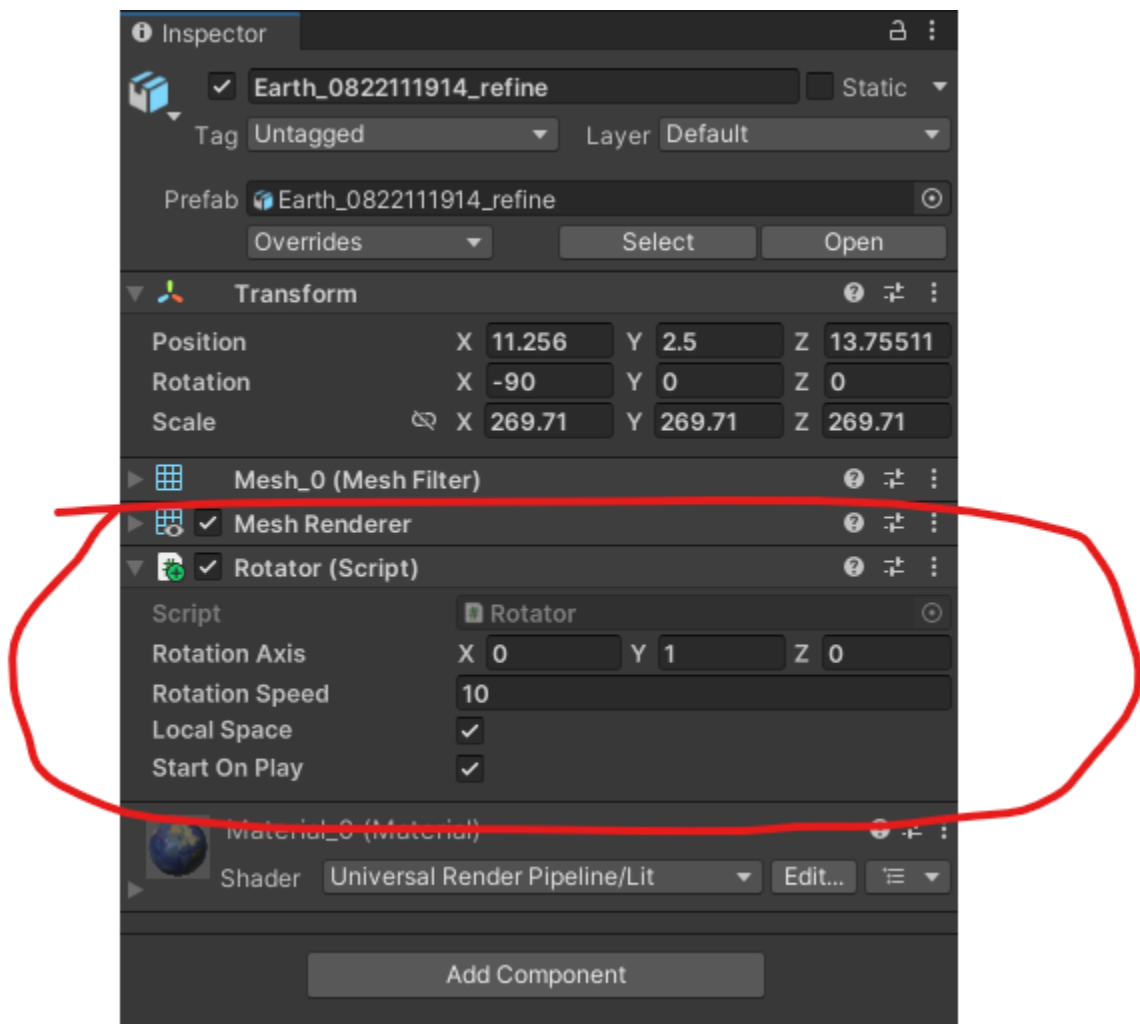 Inspector
Earth_0822111914_refine Static
Tag Untagged Layer Default
Prefab Earth_0822111914_refine
Overrides Select Open
Transform
Position X 11.256 Y 2.5 Z 13.75511
Rotation X -90 Y 0 Z 0
Scale X 269.71 Y 269.71 Z 269.71
Mesh_0 (Mesh Filter)
Mesh Renderer
Rotator (Script)
Script Rotator
Rotation Axis X 0 Y 1 Z 0
Rotation Speed 10
Local Space
Start On Play
Material_0 (Material)
Shader Universal Render Pipeline/Lit Edit...
Add Component